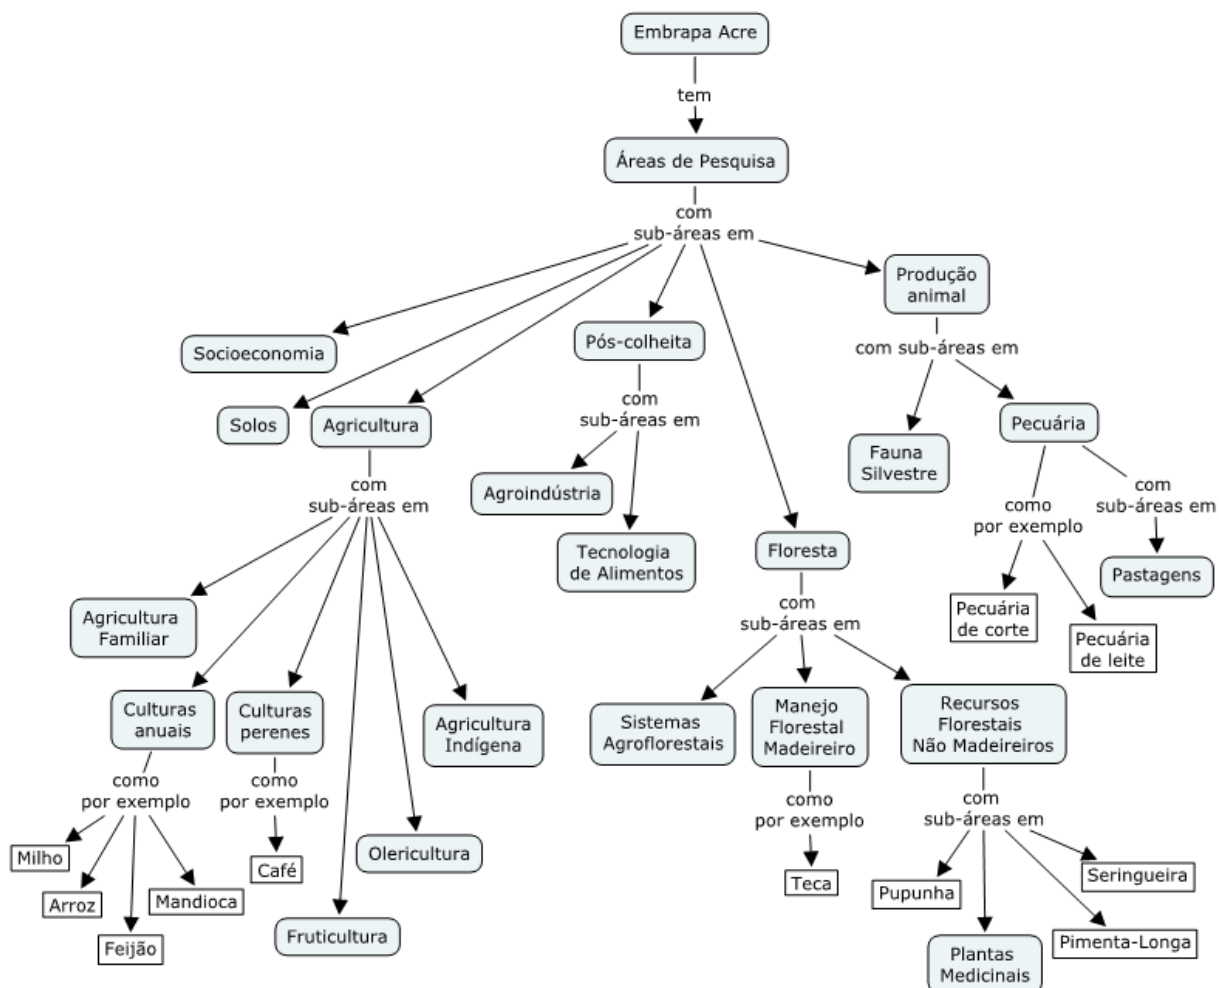 Embrapa Acre
tem
Áreas de Pesquisa
com
sub-áreas em
Produção
animal
Socioeconomia
Pós-colheita
com sub-áreas em
Solos
Agricultura
com
sub-áreas em
Pecuária
Fauna
Silvestre
com
sub-áreas em
Agroindústria
como
por exemplo
com
sub-áreas em
Tecnologia
de Alimentos
Floresta
Pastagens
Agricultura
Familiar
com
sub-áreas em
Pecuária
de corte
Pecuária
de leite
Culturas
anuais
Culturas
perenes
Agricultura
Indígena
Sistemas
Agroflorestais
Manejo
Florestal
Madeireiro
Recursos
Florestais
Não Madeireiros
como
por exemplo
como
por exemplo
como
por exemplo
com
sub-áreas em
Milho
Arroz
Feijão
Mandioca
Café
Olericultura
Fruticultura
Teca
Pupunha
Seringueira
Pimenta-Longa
Plantas
Medicinais